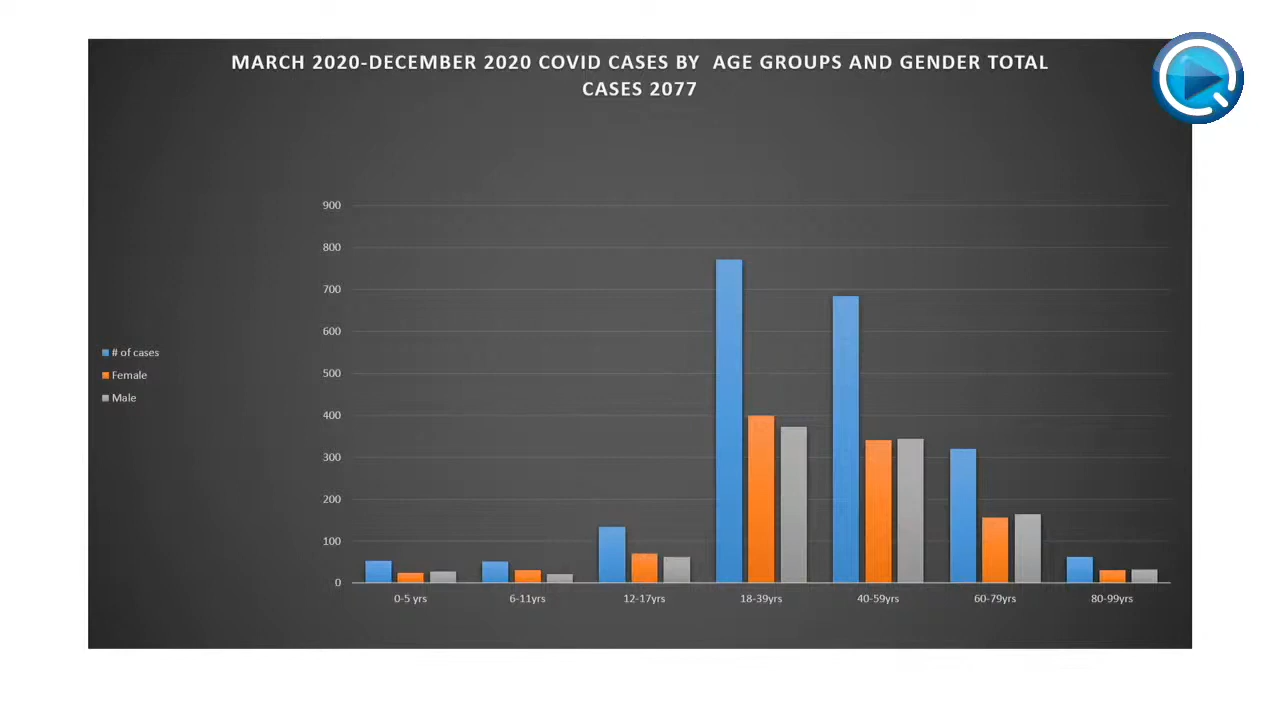 MARCH 2020-DECEMBER 2020 COVID CASES BY AGE GROUPS AND GENDER TOTAL
CASES 2077
900
800
700
600
500
400
300
200
100
0
# of cases
Female
Male
0-5 yrs
6-11yrs
12-17yrs
18-39yrs
40-59yrs
60-79yrs
80-99yrs